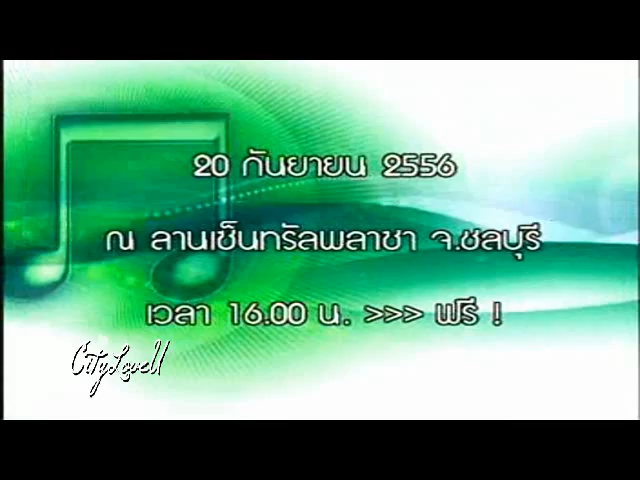 20 กันยายน 2556
ณ ลานเซ็นทรัลพลาซา จ.ชลบุรี
เวลา 16.00 น. >>> ฟรี !
CityLoveU